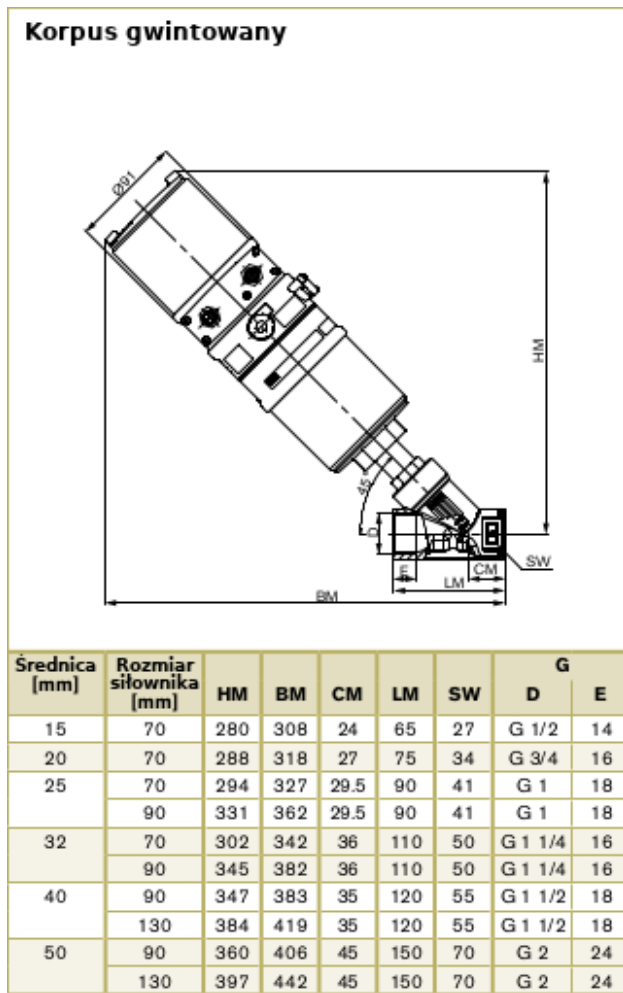 Korpus gwintowany
Ø91
HM
45°
D
E
CM
SW
LM
BM
Średnica [mm] Rozmiar siłownika [mm] HM BM CM LM SW G D E
15 70 280 308 24 65 27 G 1/2 14
20 70 288 318 27 75 34 G 3/4 16
25 70 294 327 29.5 90 41 G 1 18
90 331 362 29.5 90 41 G 1 18
32 70 302 342 36 110 50 G 1 1/4 16
90 345 382 36 110 50 G 1 1/4 16
40 90 347 383 35 120 55 G 1 1/2 18
130 384 419 35 120 55 G 1 1/2 18
50 90 360 406 45 150 70 G 2 24
130 397 442 45 150 70 G 2 24